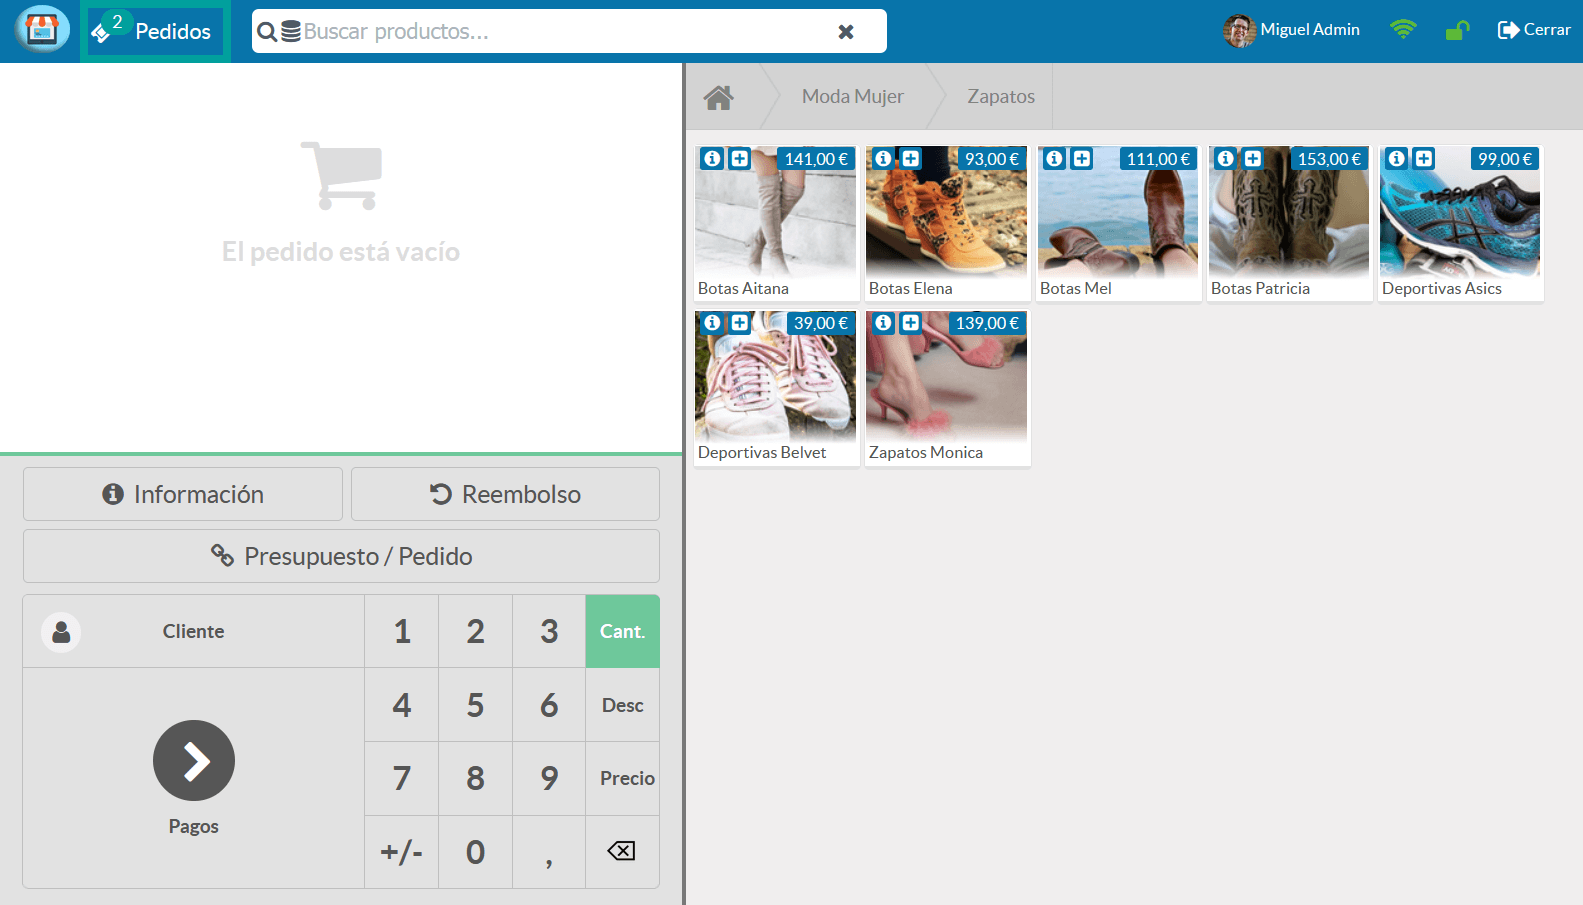 2
Pedidos
Buscar productos...
Miguel Admin
Cerrar
El pedido está vacío
Información
Reembolso
Presupuesto / Pedido
Cliente
1
2
3
Cant.
4
5
6
Desc
7
8
9
Precio
Pagos
+/-
0
,
Moda Mujer
Zapatos
141,00 €
93,00 €
111,00 €
153,00 €
99,00 €
Botas Aitana
Botas Elena
Botas Mel
Botas Patricia
Deportivas Asics
39,00 €
139,00 €
Deportivas Belvet
Zapatos Monica